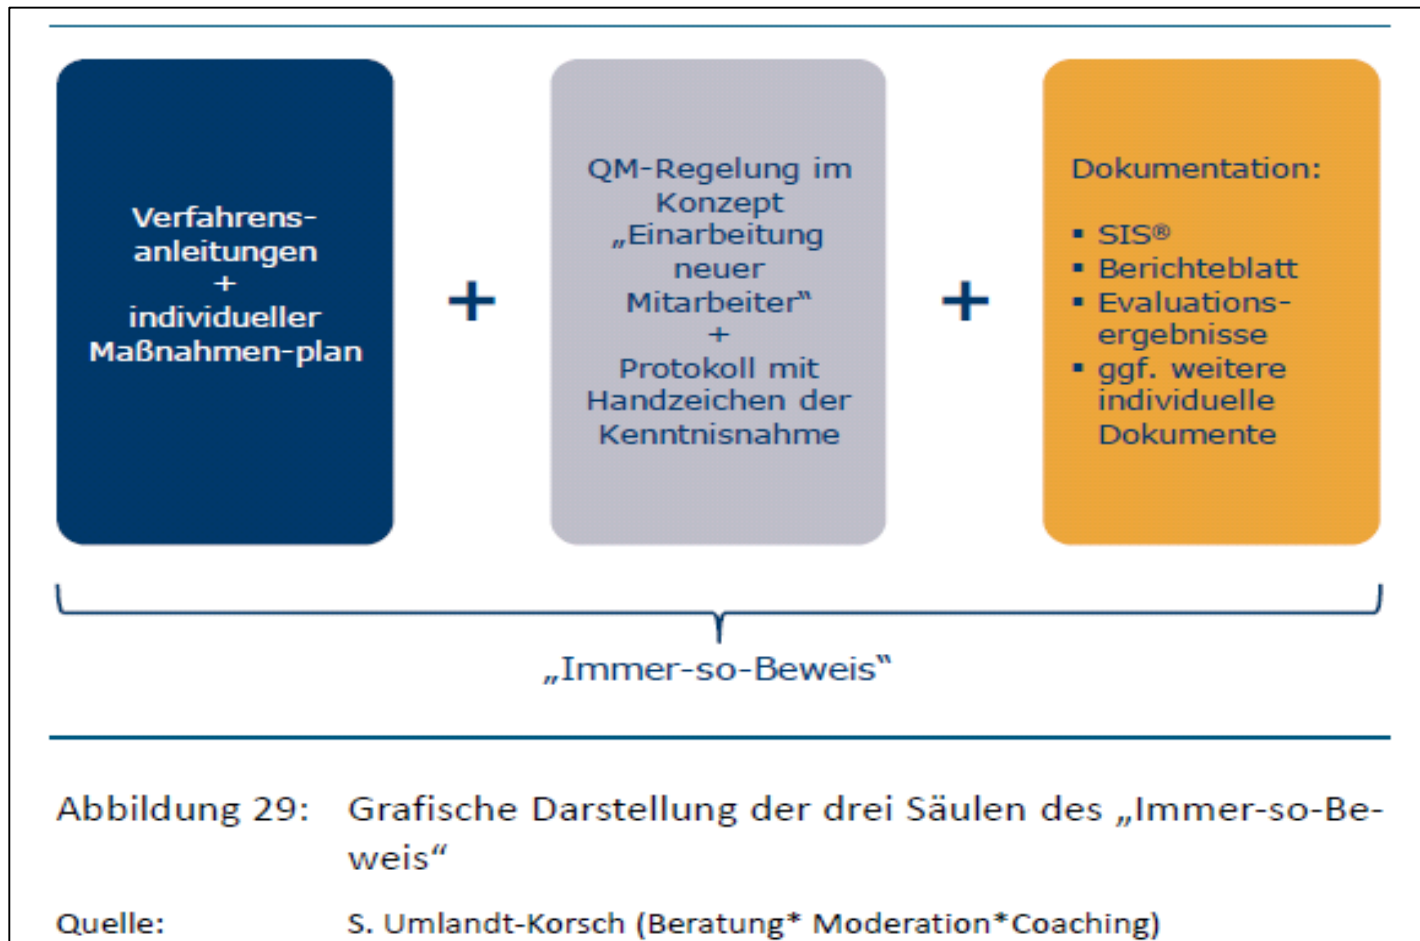 Verfahrens-
anleitungen
+
individueller
Maßnahmen-plan
+
QM-Regelung im
Konzept
„Einarbeitung
neuer
Mitarbeiter“
+
Protokoll mit
Handzeichen der
Kenntnisnahme
+
Dokumentation:
▪ SIS®
▪ Berichteblatt
▪ Evaluations-
ergebnisse
▪ ggf. weitere
individuelle
Dokumente
„Immer-so-Beweis“
Abbildung 29: Grafische Darstellung der drei Säulen des „Immer-so-Be-
weis“
Quelle: S. Umlandt-Korsch (Beratung* Moderation*Coaching)